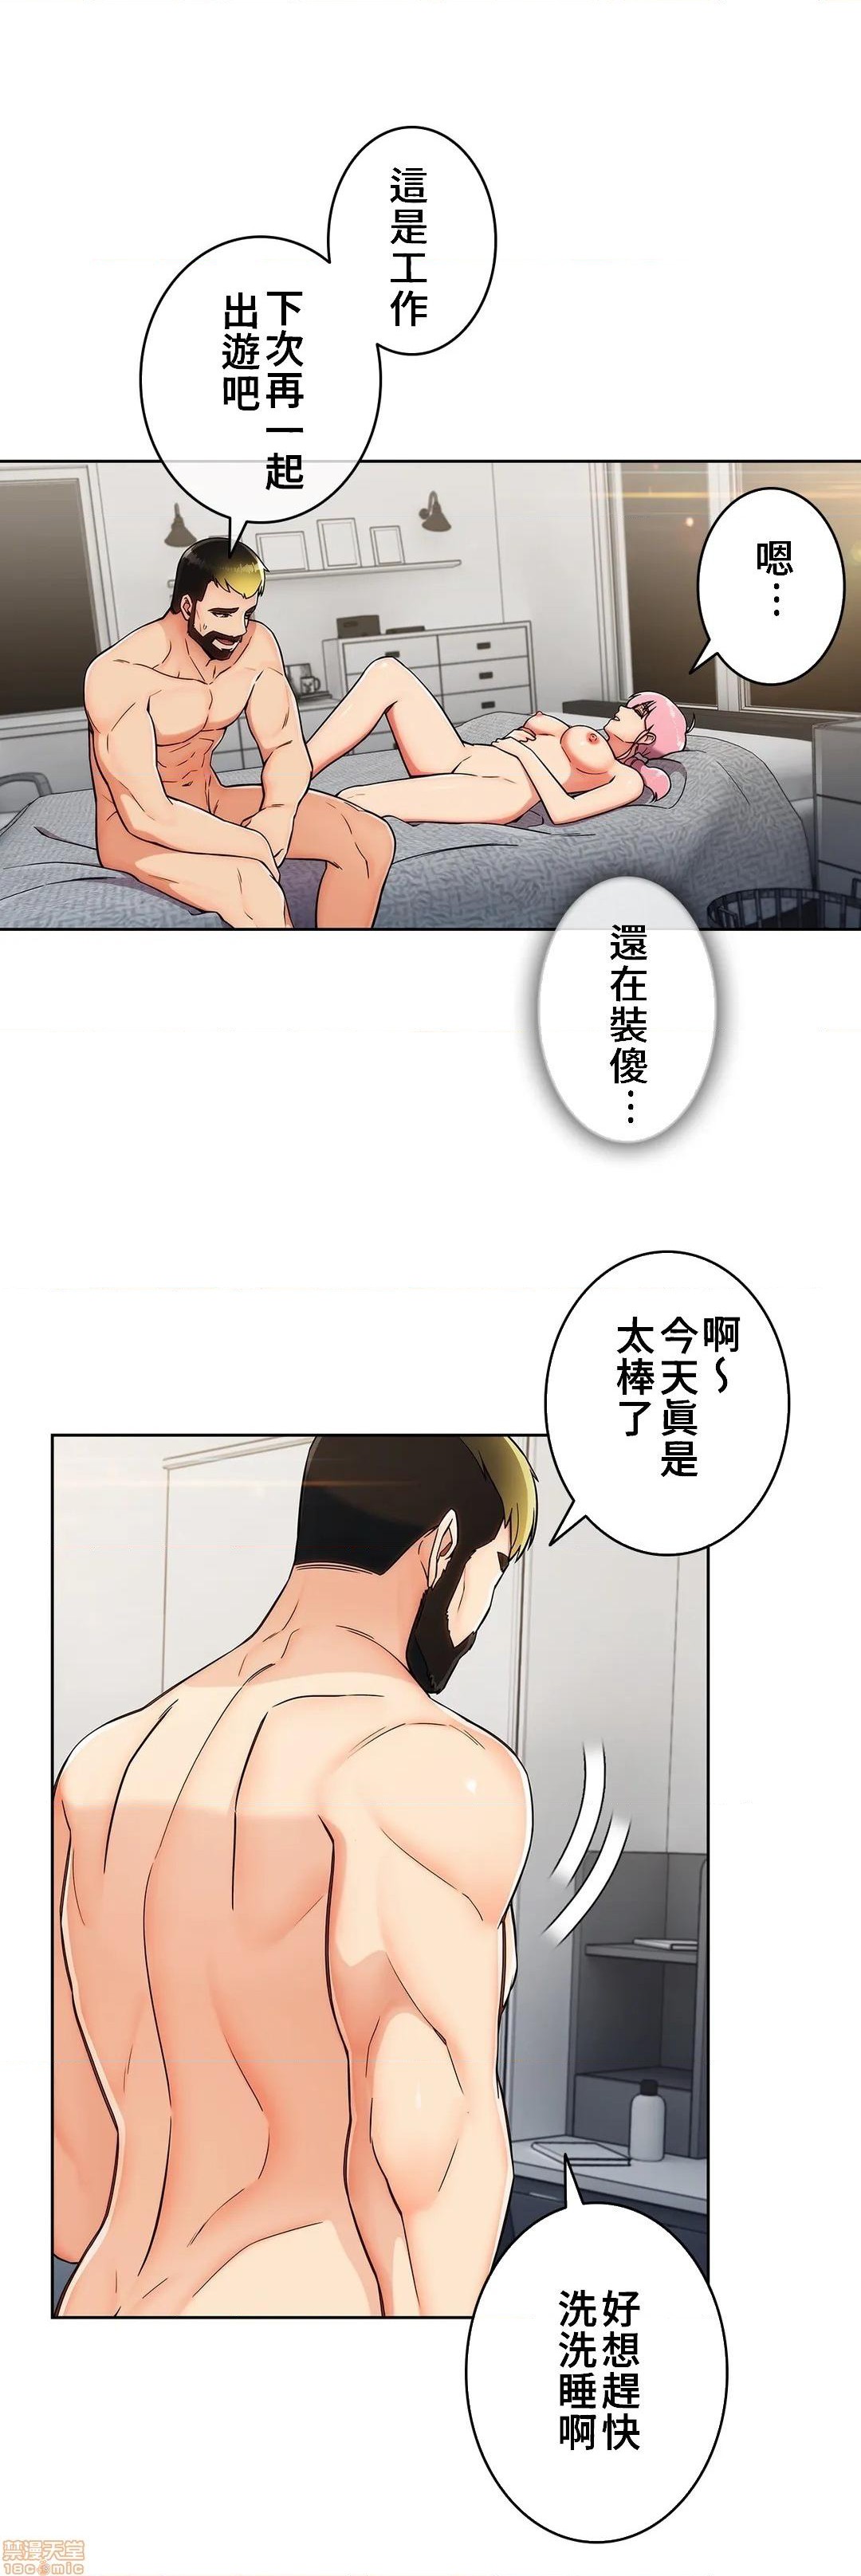 這是工作
下次再一起
出遊吧
嗯…
還在裝傻…
啊～
今天眞是
太棒了
好想趕快
洗洗睡啊
禁漫天堂
18comic